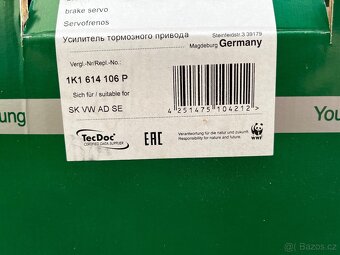 brake servo
Servofrenos
Усилитель тормозного привода
Steinfeldstr.3 39179
Magdeburg Germany
Vergl.-Nr/Repl.-No.:
1K1 614 106 P
Sich für / suitable for
SK VW AD SE
4 251475 104212 >
ung
You
TecDoc
CERTIFIED DATA SUPPLIER
EAC
Verantwortung für die natur und zukunft.
Responsibility for nature and future.
WWF
Bazos.cz